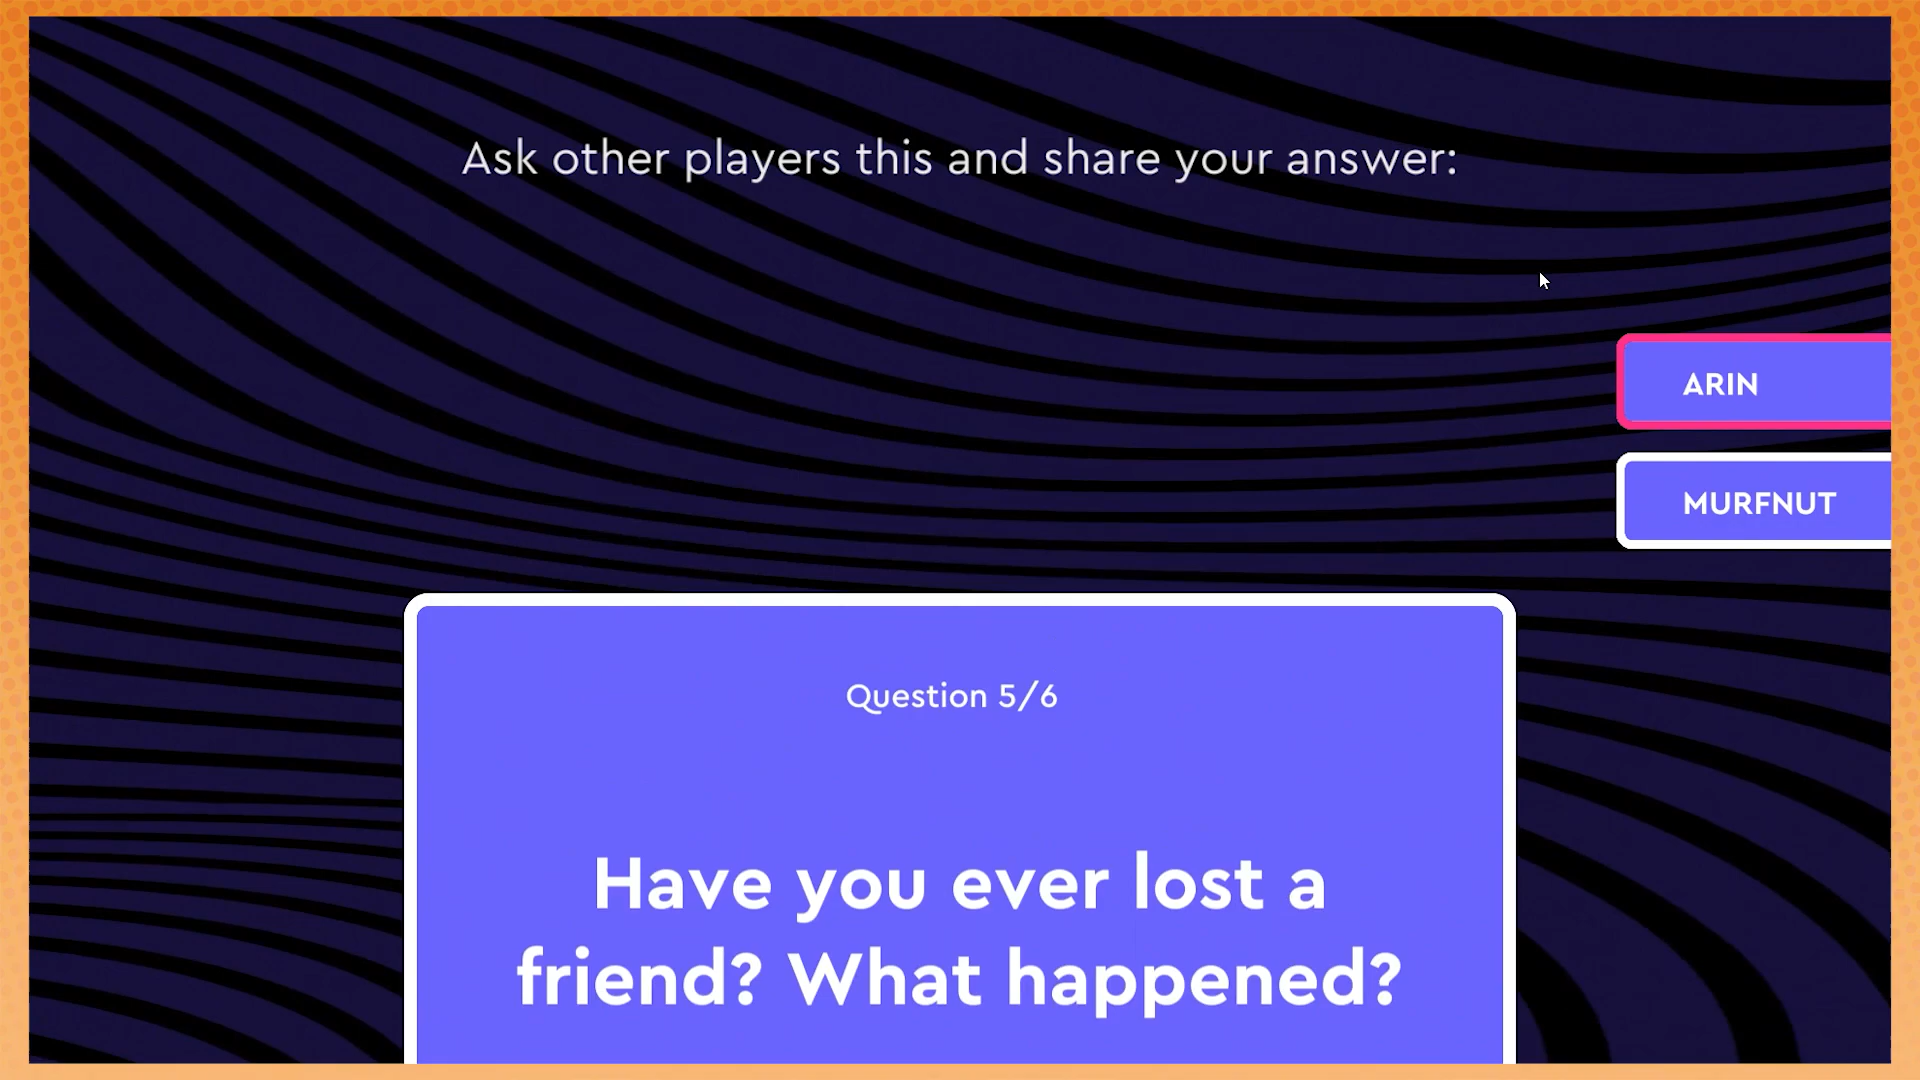 Ask other players this and share your answer:
ARIN
MURFNUT
Question 5/6
Have you ever lost a
friend? What happened?